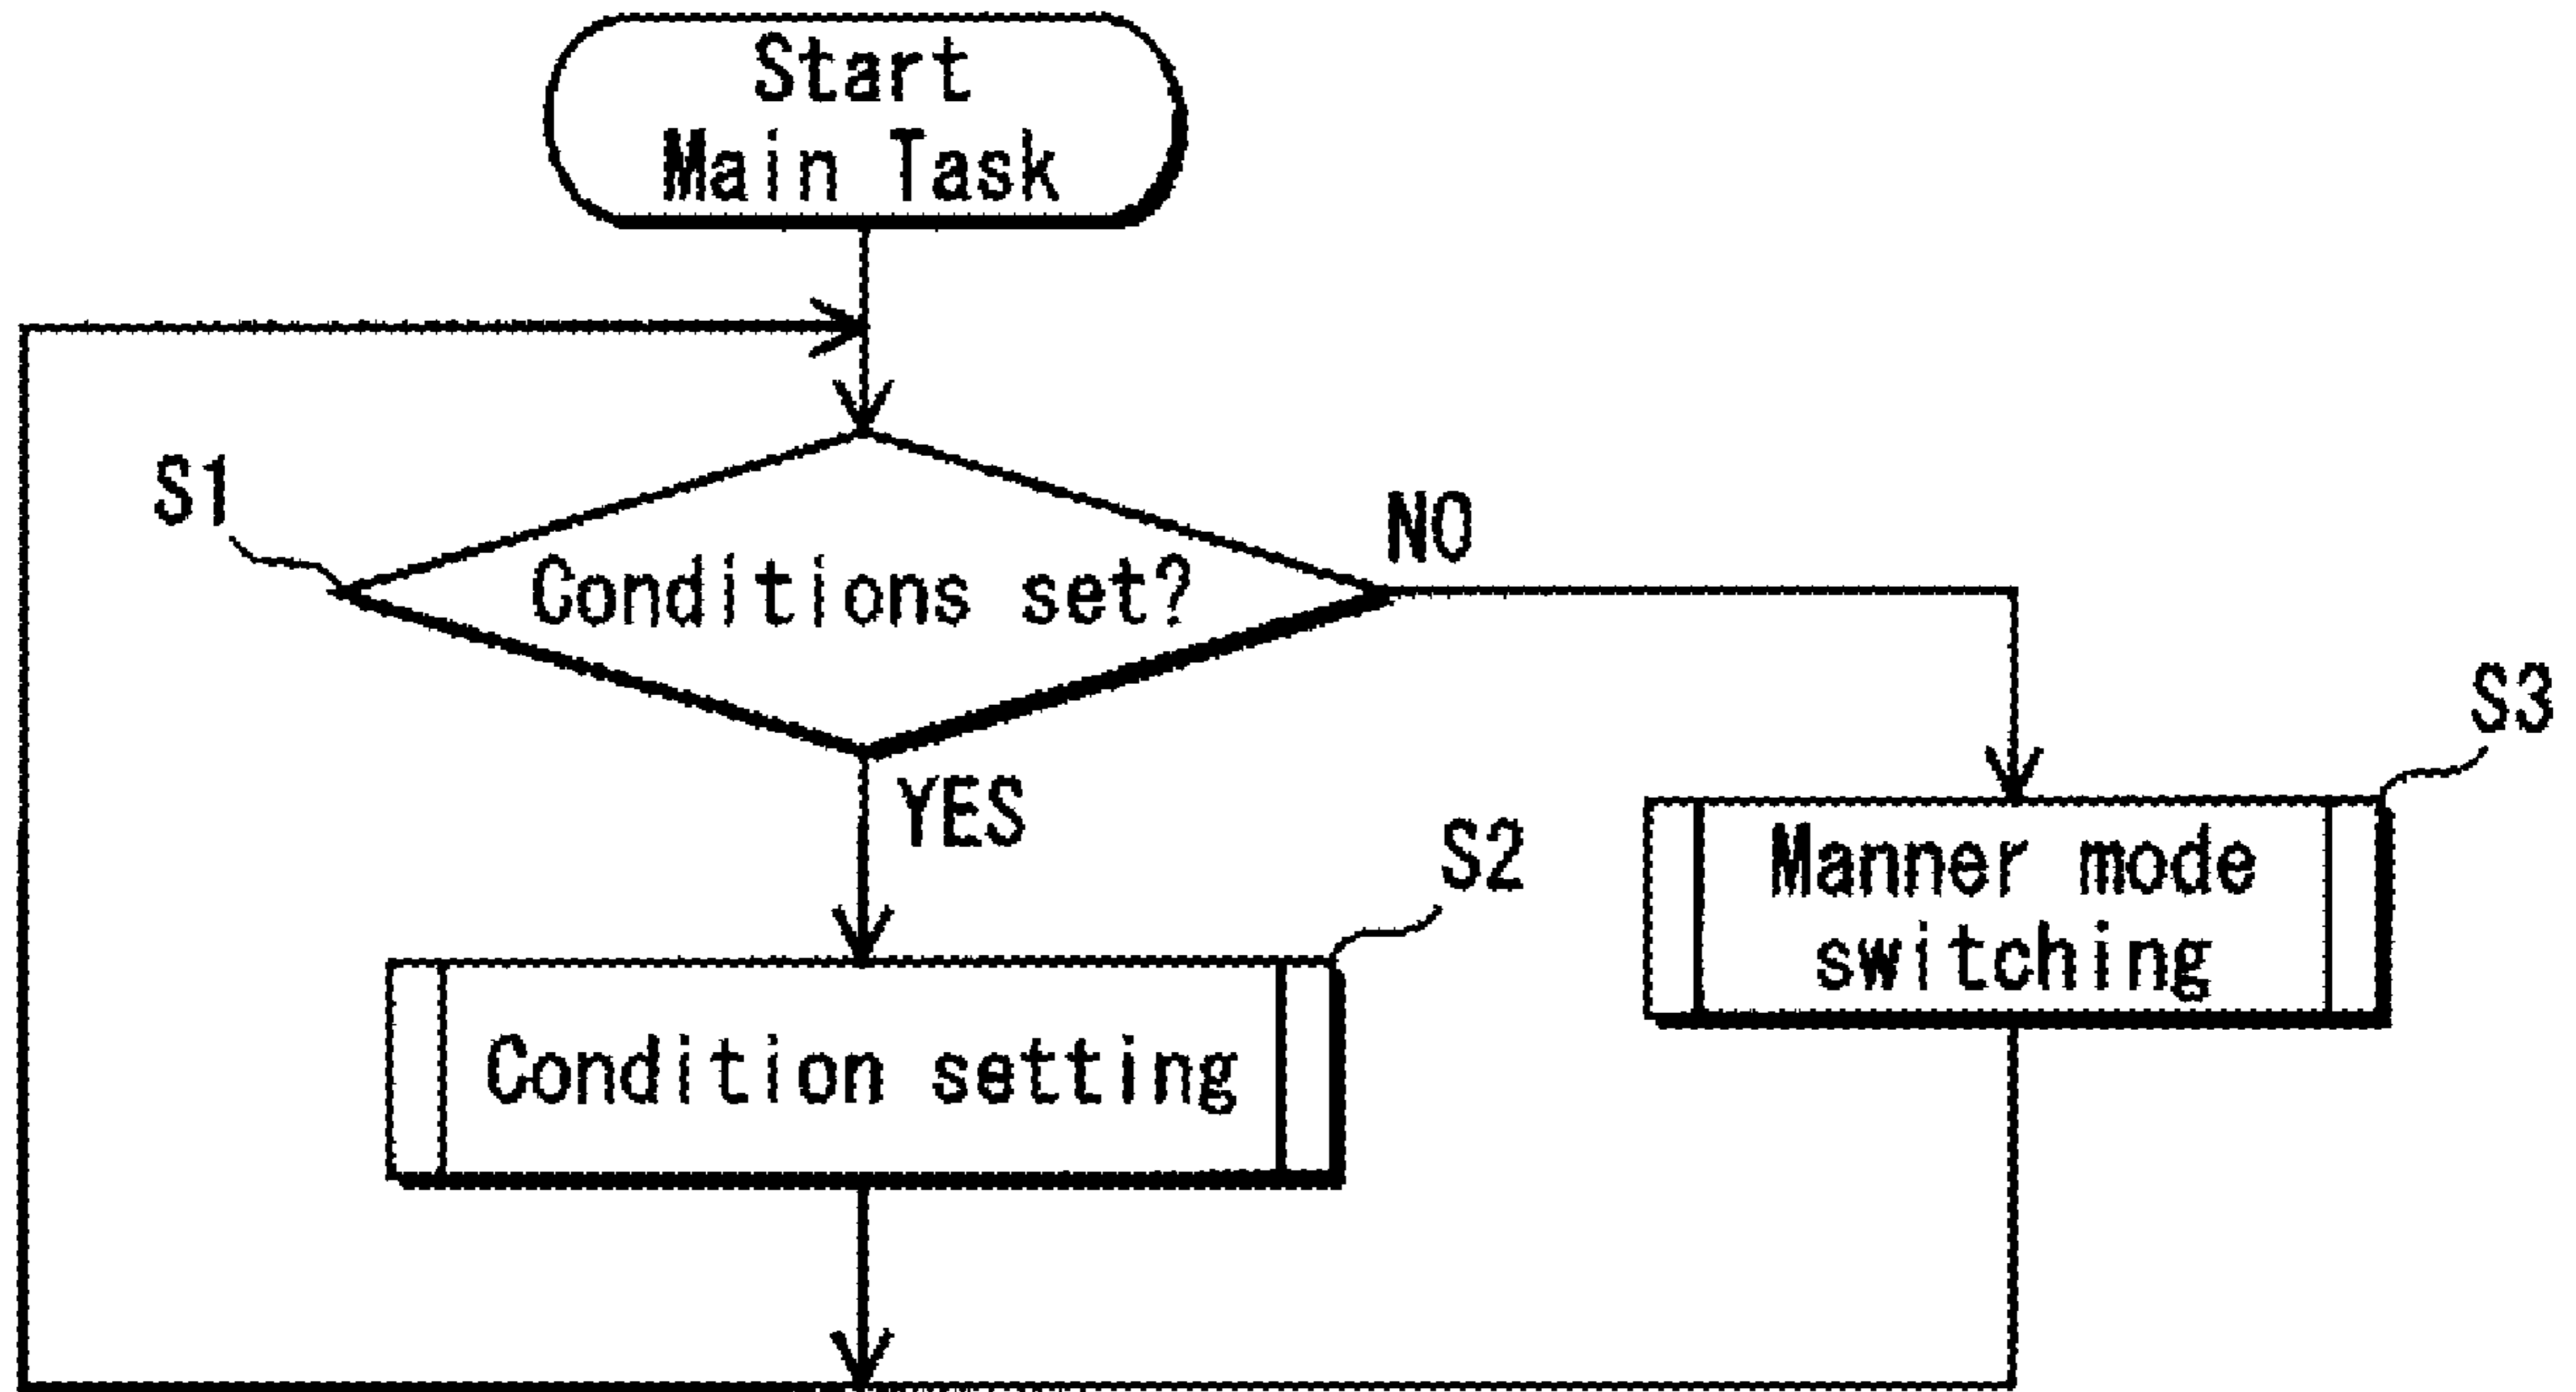 Start
Main Task
S1
Conditions set?
NO
YES
S2
Condition setting
S3
Manner mode
switching